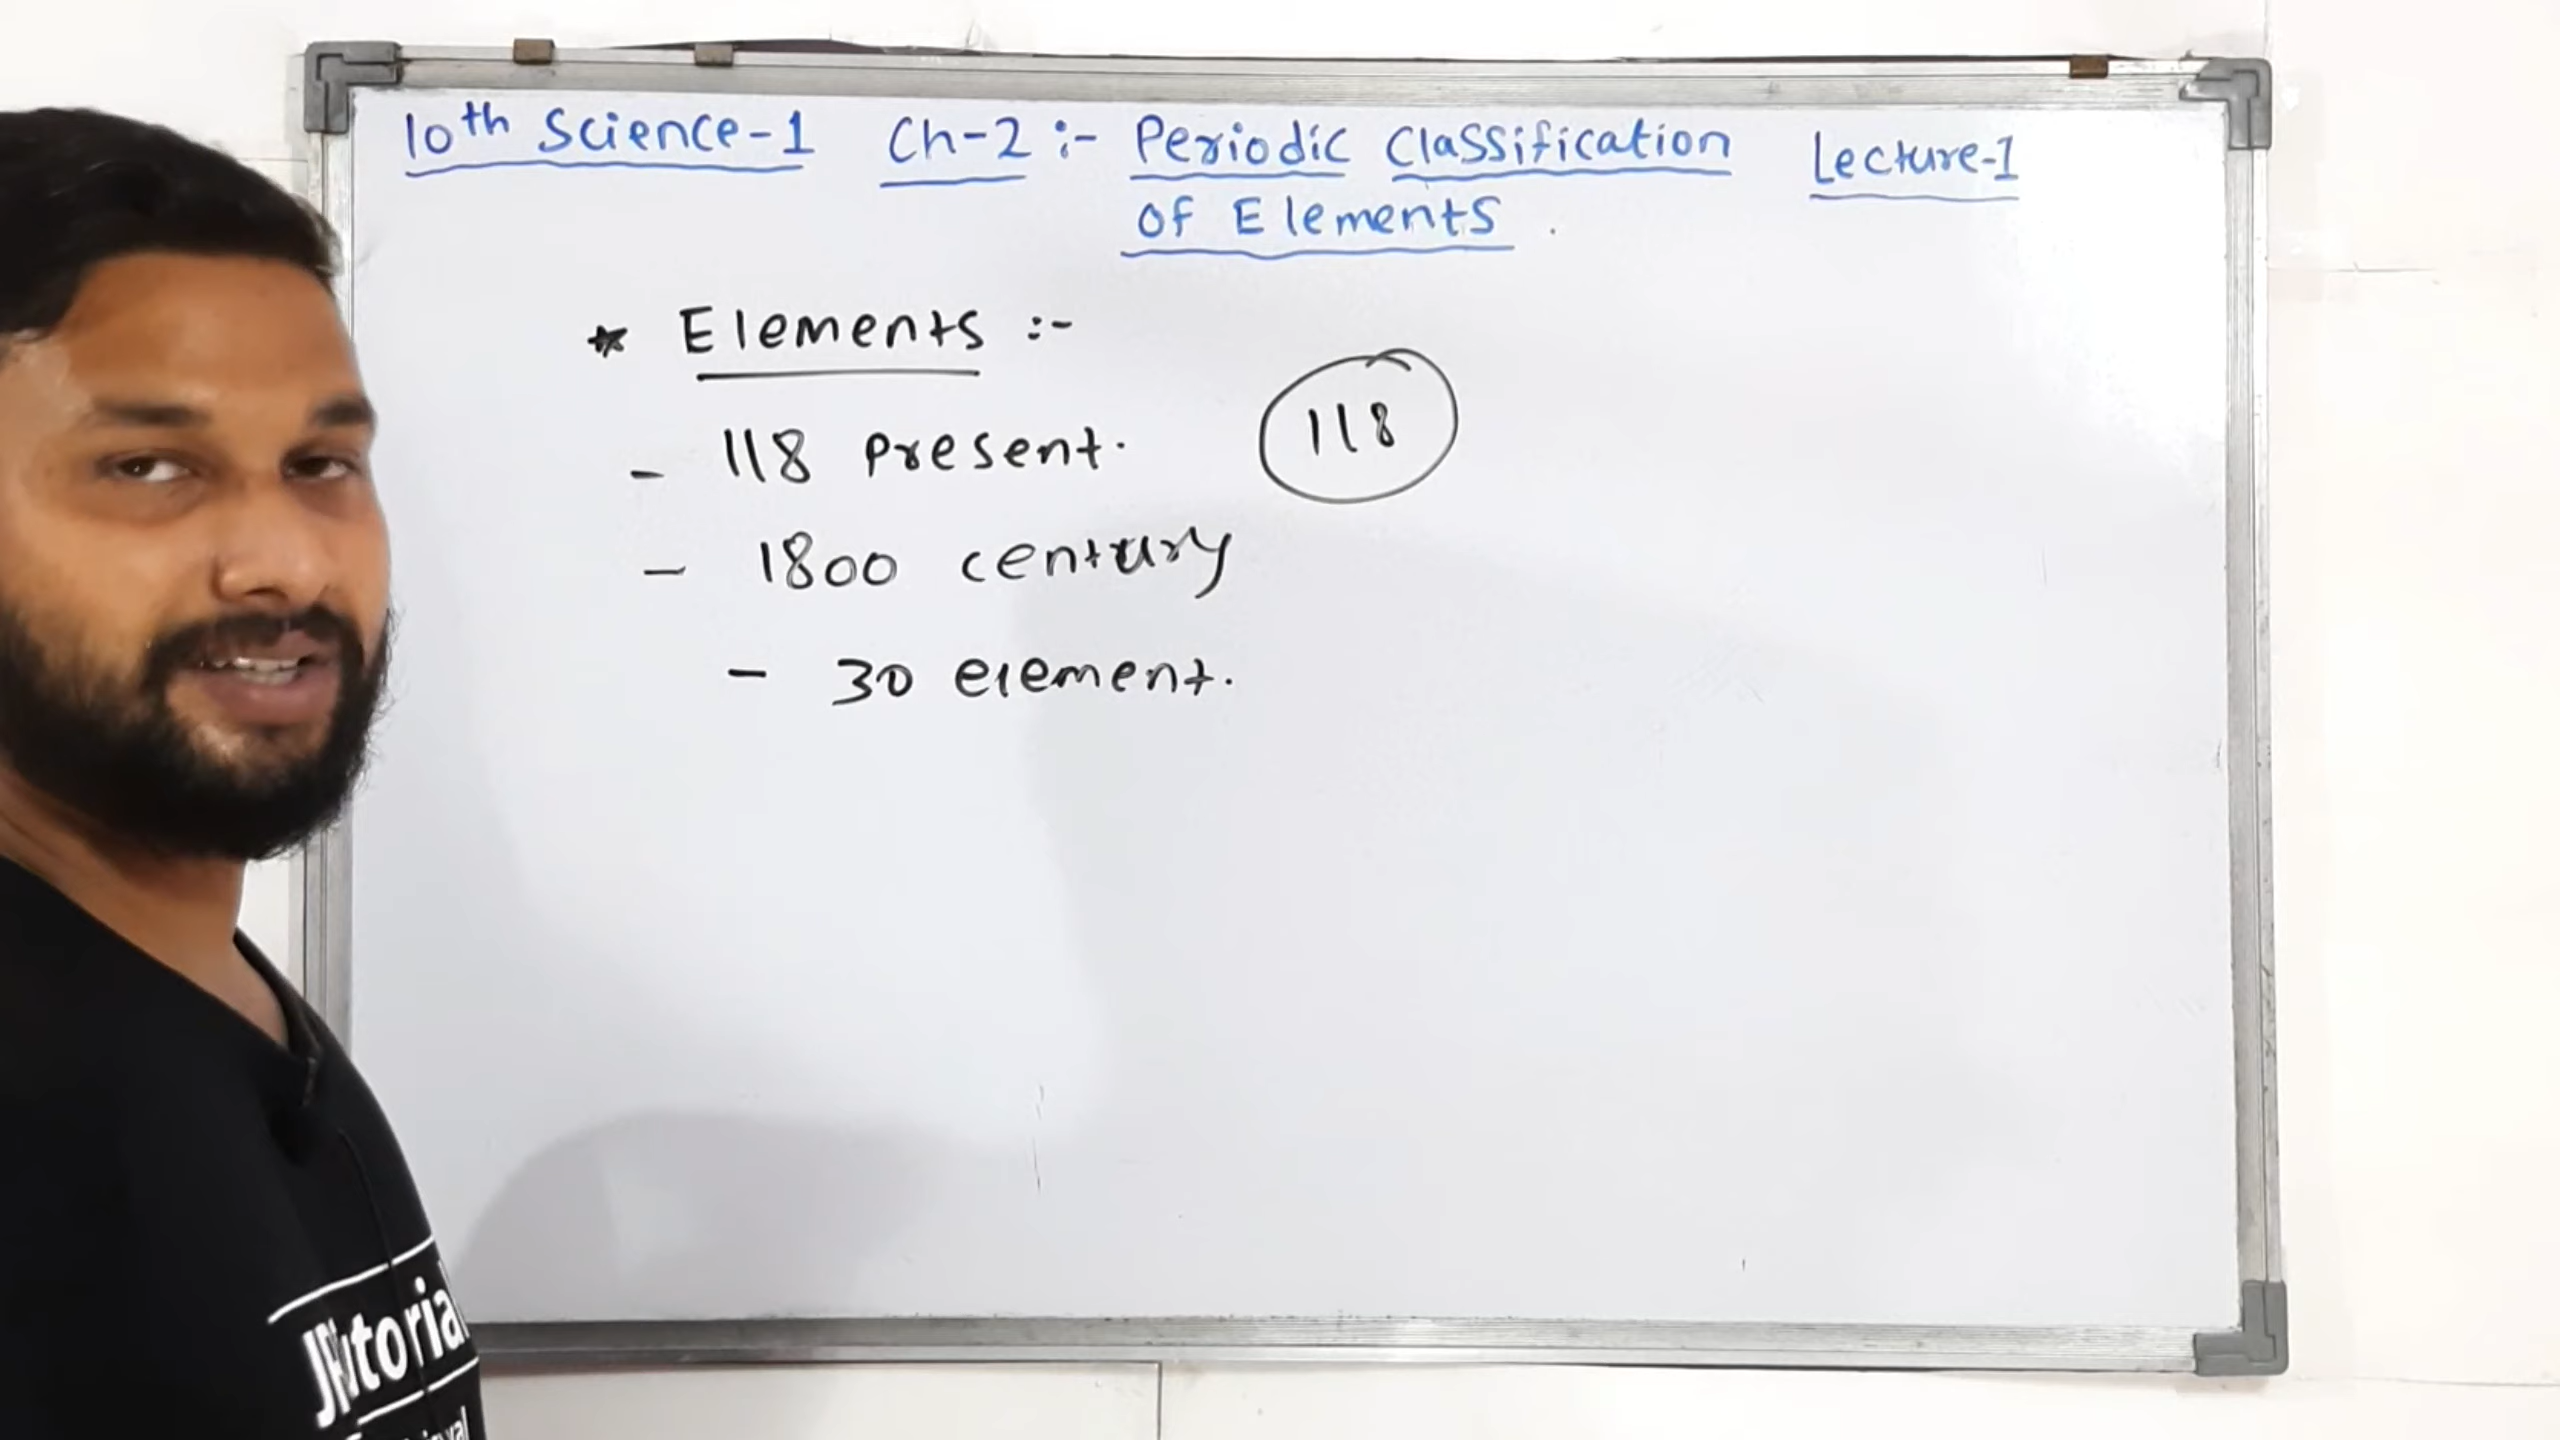 10th Science-1 Ch-2 :- Periodic Classification Lecture-1
of Elements .
* Elements :-
- 118 present. 118
- 1800 century
- 30 element.